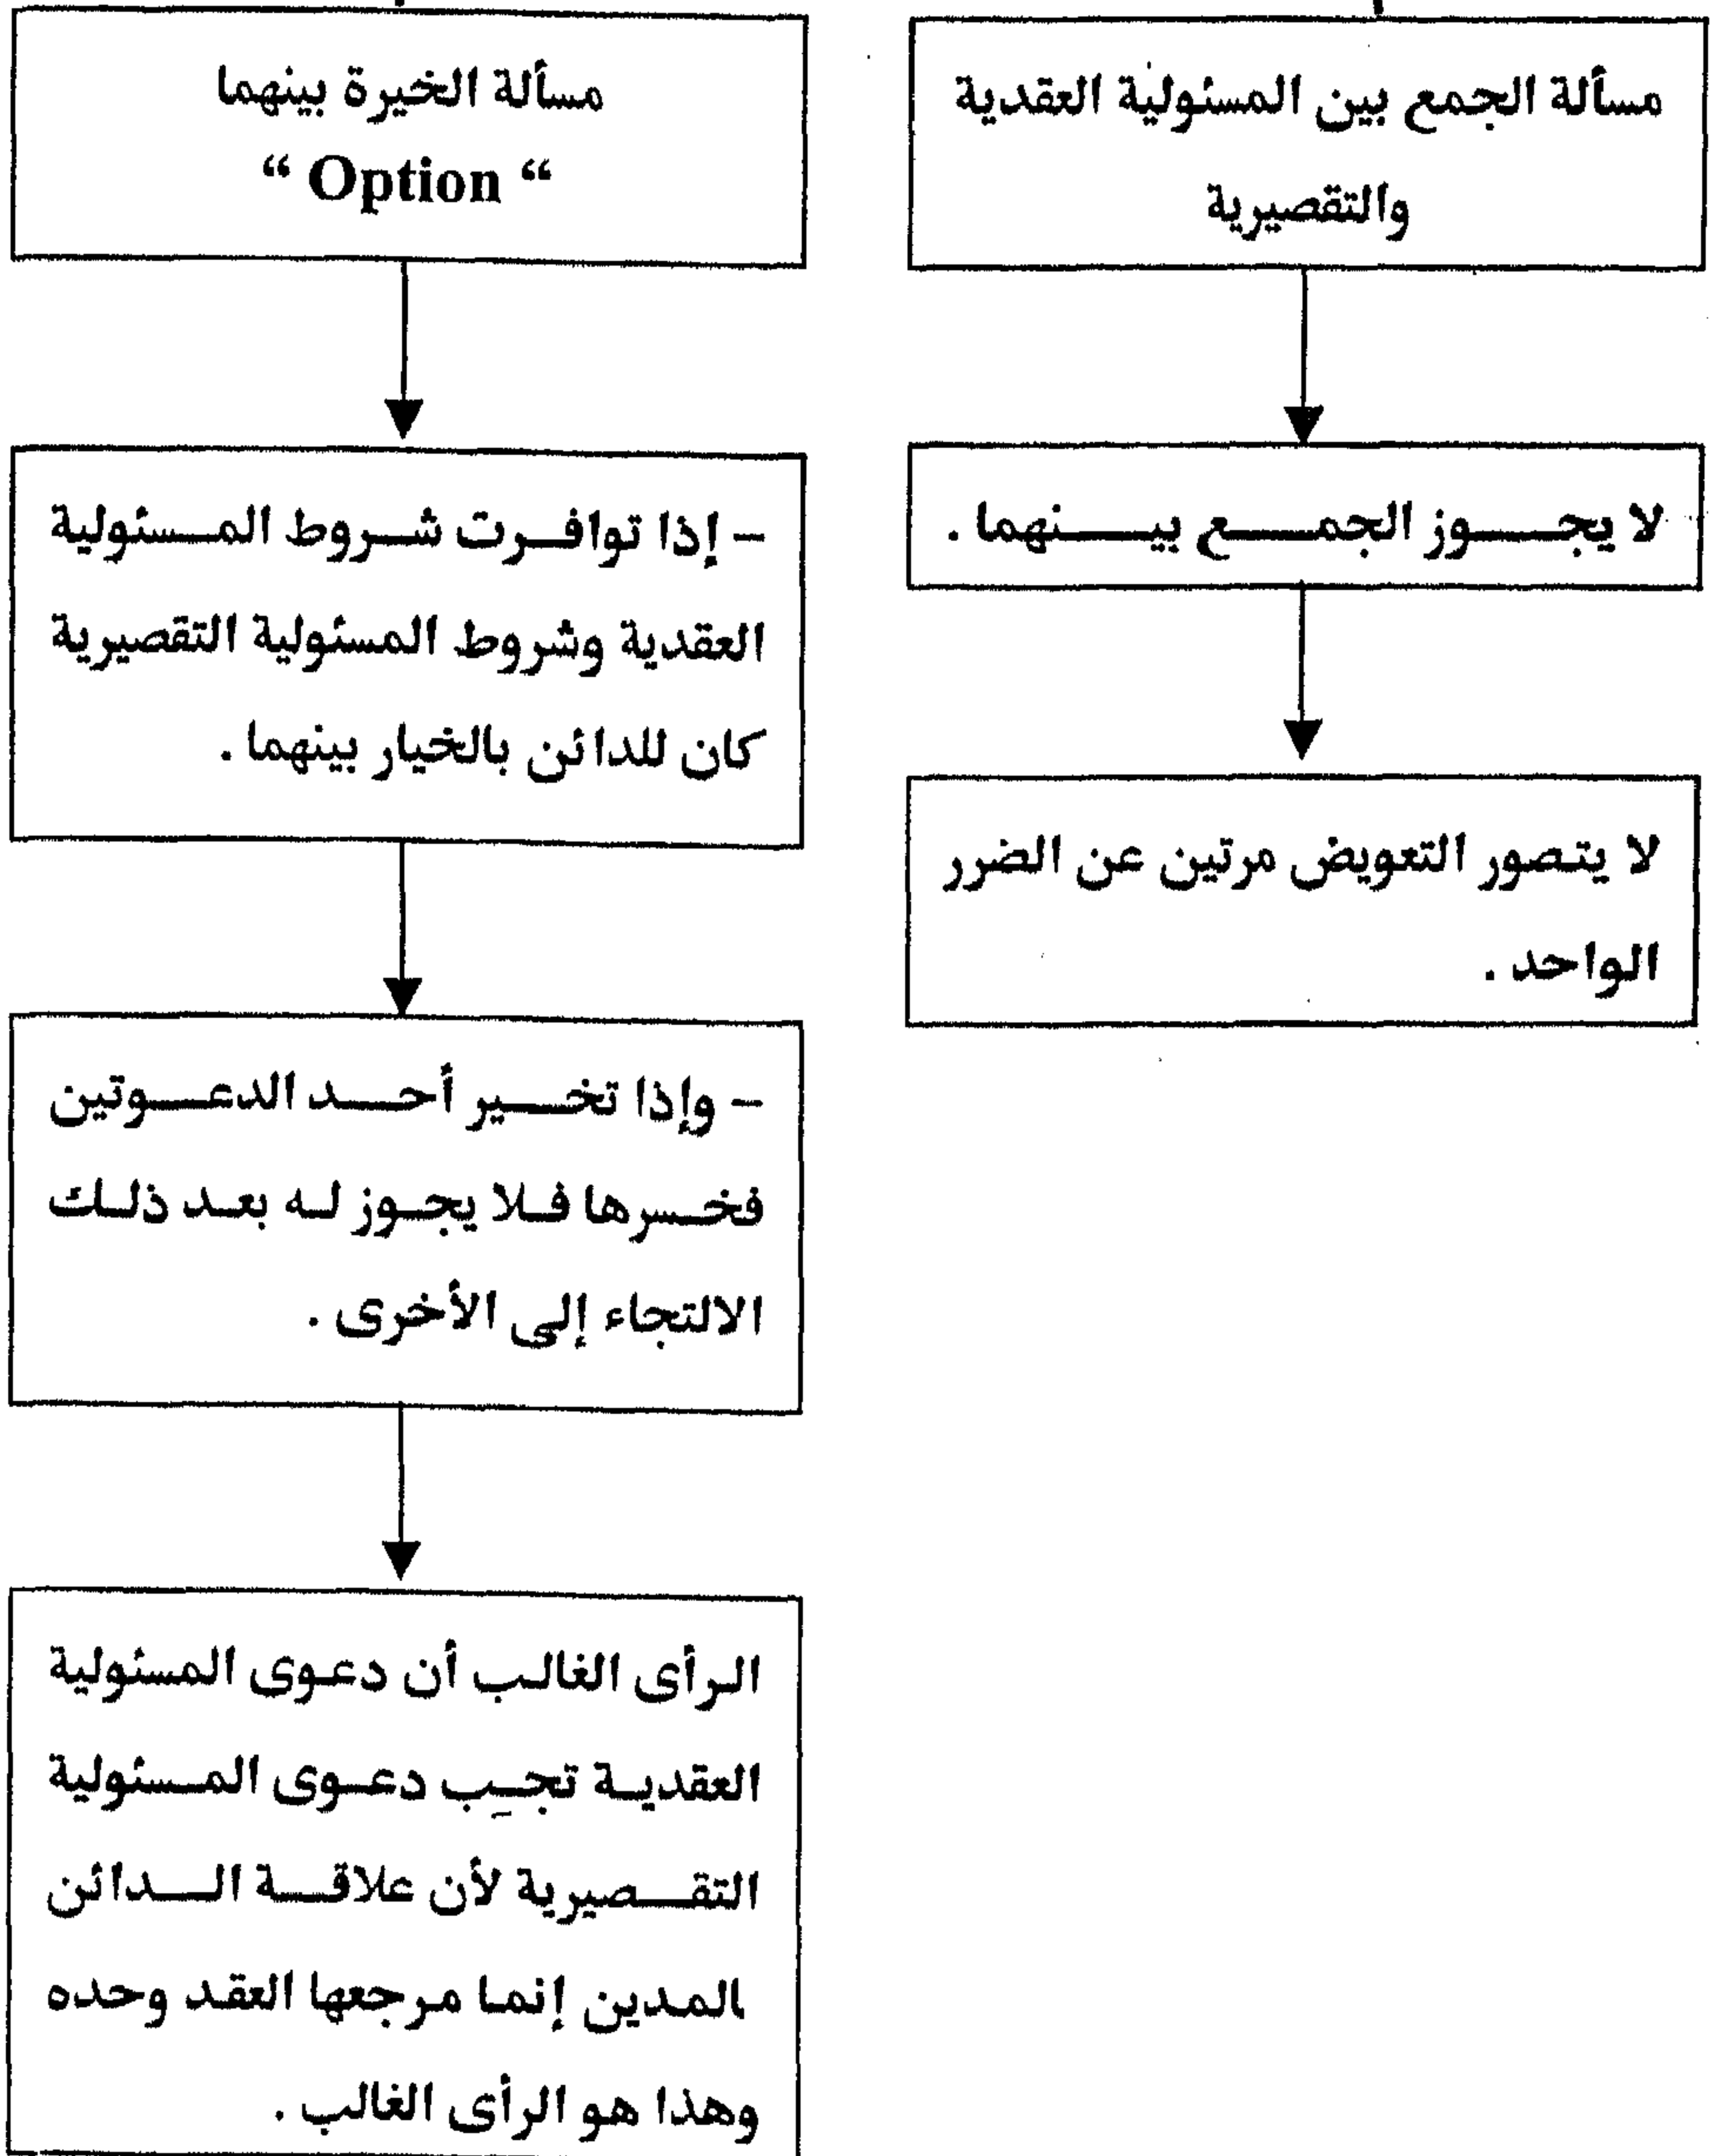 مسألة الجمع بين المسئولية العقدية
والتقصيرية
لا يجوز الجمع بينهما .
لا يتصور التعويض مرتين عن الضرر
الواحد .
مسألة الخيرة بينهما
“ Option “
– إذا توافرت شروط المسئولية
العقدية وشروط المسئولية التقصيرية
كان للدائن بالخيار بينهما .
– وإذا تخير أحد الدعوتين
فخسرها فلا يجوز له بعد ذلك
الالتجاء إلى الأخرى .
الرأى الغالب أن دعوى المسئولية
العقدية تجب دعوى المسئولية
التقصيرية لأن علاقة الدائن
بالمدين إنما مرجعها العقد وحده
وهذا هو الرأى الغالب .